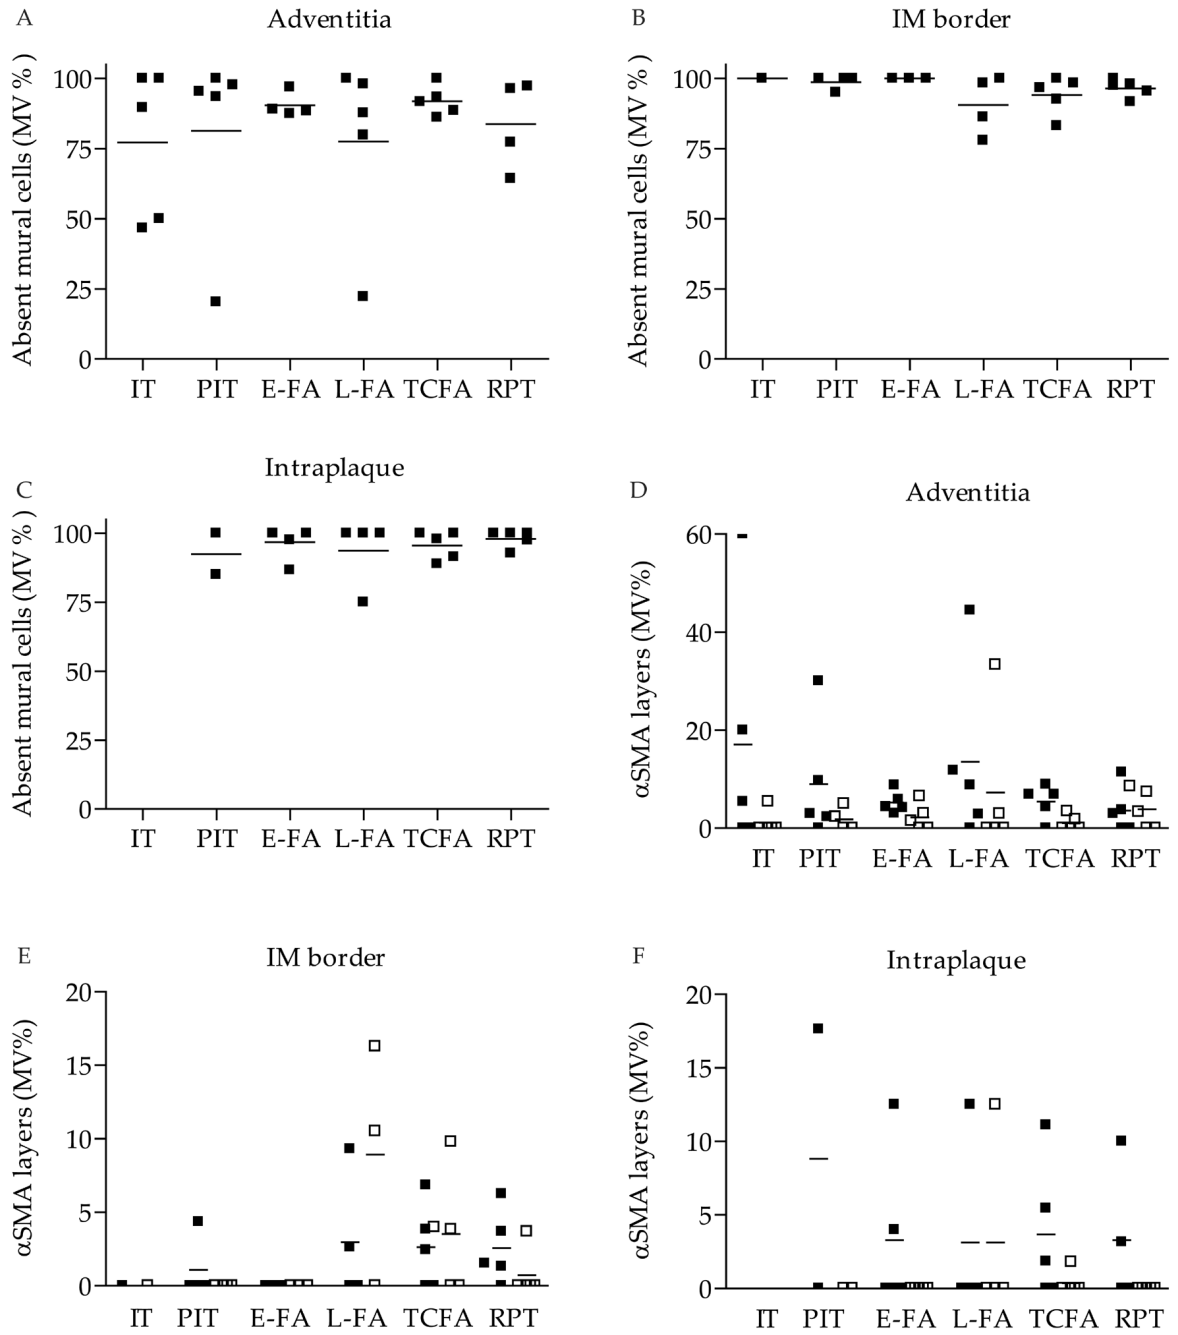 A
Adventitia
Absent mural cells (MV % )
100
75
50
25
0
IT PIT E-FA L-FA TCFA RPT
B
IM border
Absent mural cells (MV % )
100
75
50
25
0
IT PIT E-FA L-FA TCFA RPT
C
Intraplaque
Absent mural cells (MV % )
100
75
50
25
0
IT PIT E-FA L-FA TCFA RPT
D
Adventitia
αSMA layers (MV%)
60
40
20
0
IT PIT E-FA L-FA TCFA RPT
E
IM border
αSMA layers (MV%)
20
15
10
5
0
IT PIT E-FA L-FA TCFA RPT
F
Intraplaque
αSMA layers (MV%)
20
15
10
5
0
IT PIT E-FA L-FA TCFA RPT